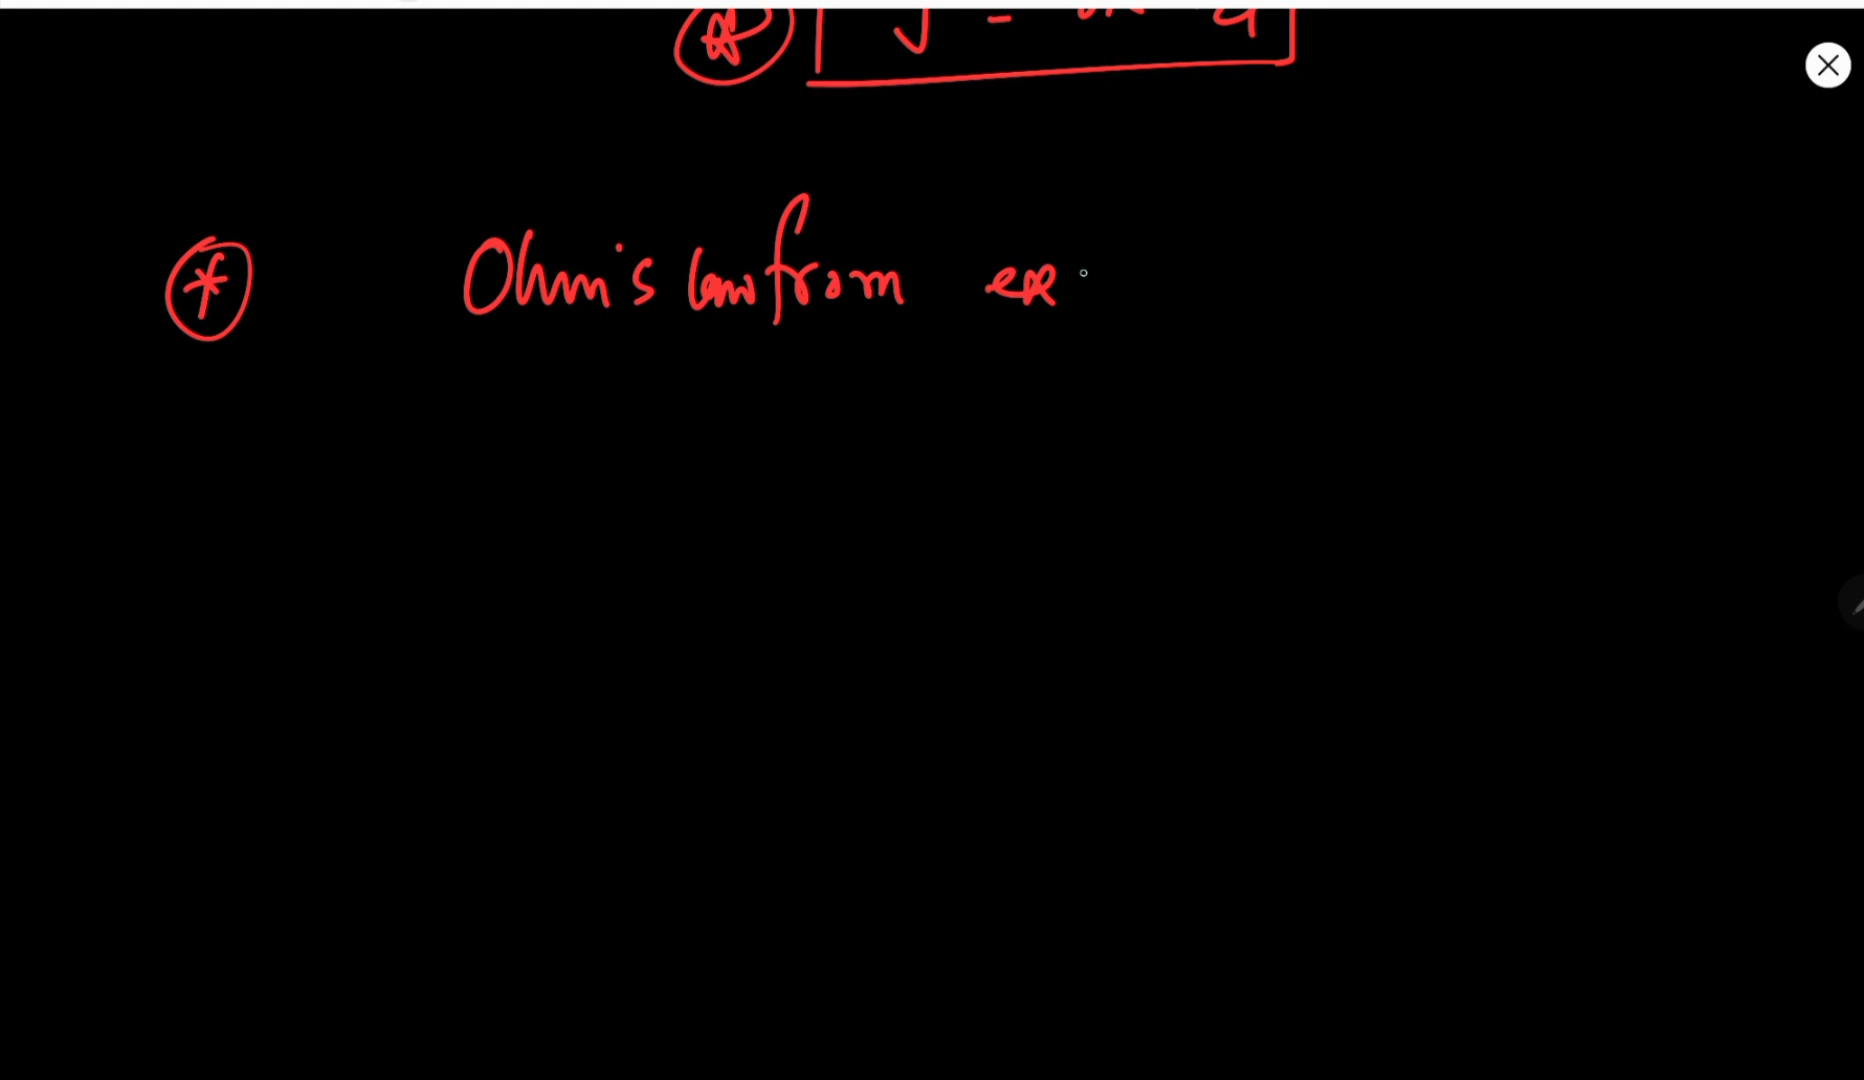 J =
* Ohm's law from ex